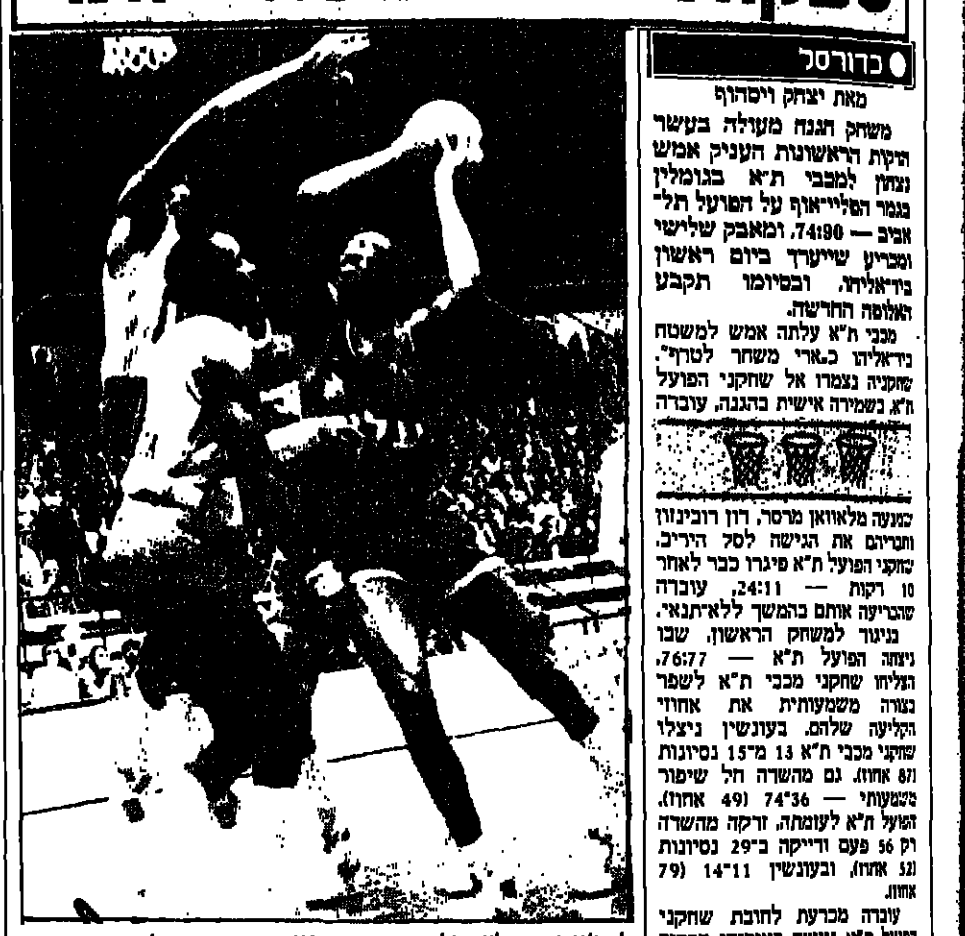 כדורסל
מאת יצחק ויסהוף
משחק הגנה מעולה בעשר
הדקות הראשונות העניק אמש
נצחון למכבי ת״א בגומלין
בגמר הפליי־אוף על הפועל תל־
אביב — 74:90. ומאבק שלישי
ומכריע שייערך ביום ראשון
ביד־אליהו, ובסיומו תקבע
האלופה החדשה.
מכבי ת״א עלתה אמש למשטח
ביד־אליהו כ״ארי משחר לטרף״.
שחקניה נצמדו אל שחקני הפועל
ת״א, בשמירה אישית בהגנה, עובדה
שמנעה מלאוואן מרסר, דון רובינזון
וחבריהם את הגישה לסל היריב.
שחקני הפועל ת״א פיגרו כבר לאחר
10 דקות — 24:11, עובדה
שהכריעה אותם בהמשך ללא־תנאי.
בניגוד למשחק הראשון, שבו
ניצחה הפועל ת״א — 76:77,
הצליחו שחקני מכבי ת״א לשפר
בצורה משמעותית את אחוזי
הקליעה שלהם. בעונשין ניצלו
שחקני מכבי ת״א 13 מ־15 נסיונות
(87 אחוז). גם מהשדה חל שיפור
משמעותי — 74־36 (49 אחוז).
הפועל ת״א לעומתה, זרקה מהשדה
רק 56 פעם ודייקה ב־29 נסיונות
(52 אחוז), ובעונשין 14־11 (79
אחוז).
עובדה מכרעת לחובת שחקני